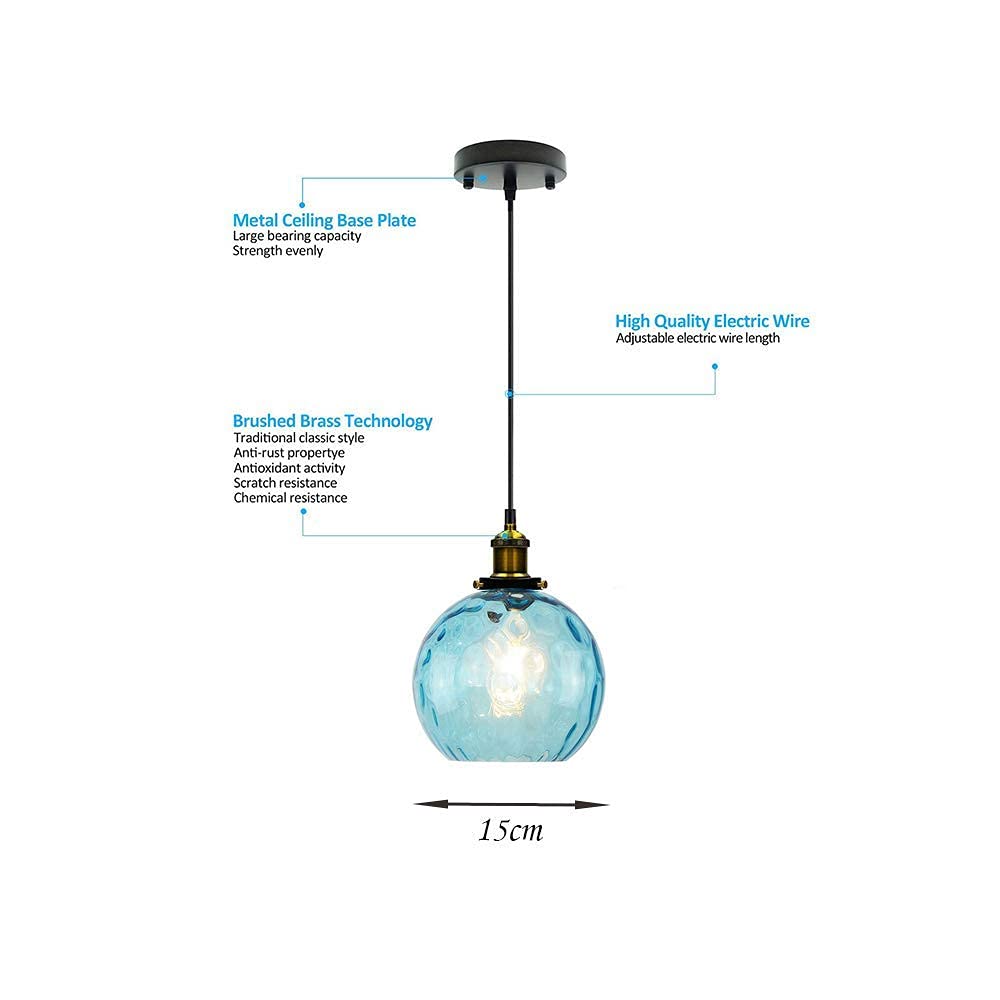 Metal Ceiling Base Plate
Large bearing capacity
Strength evenly
High Quality Electric Wire
Adjustable electric wire length
Brushed Brass Technology
Traditional classic style
Anti-rust propertye
Antioxidant activity
Scratch resistance
Chemical resistance
15cm